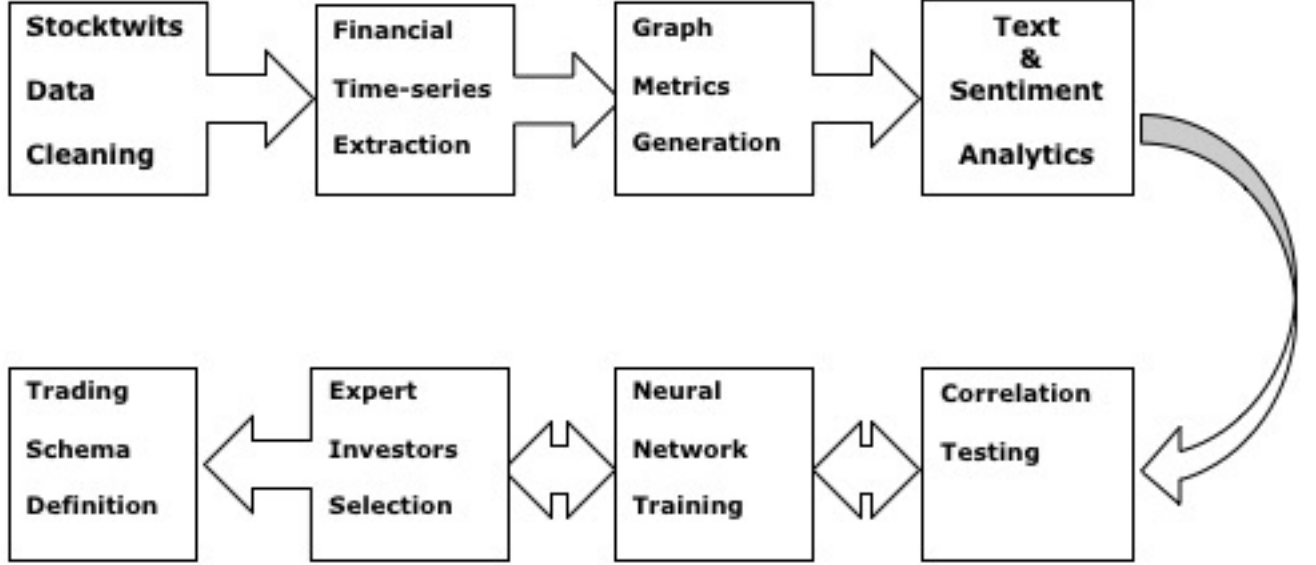 Stocktwits
Data
Cleaning
Financial
Time-series
Extraction
Graph
Metrics
Generation
Text
&
Sentiment
Analytics
Trading
Schema
Definition
Expert
Investors
Selection
Neural
Network
Training
Correlation
Testing